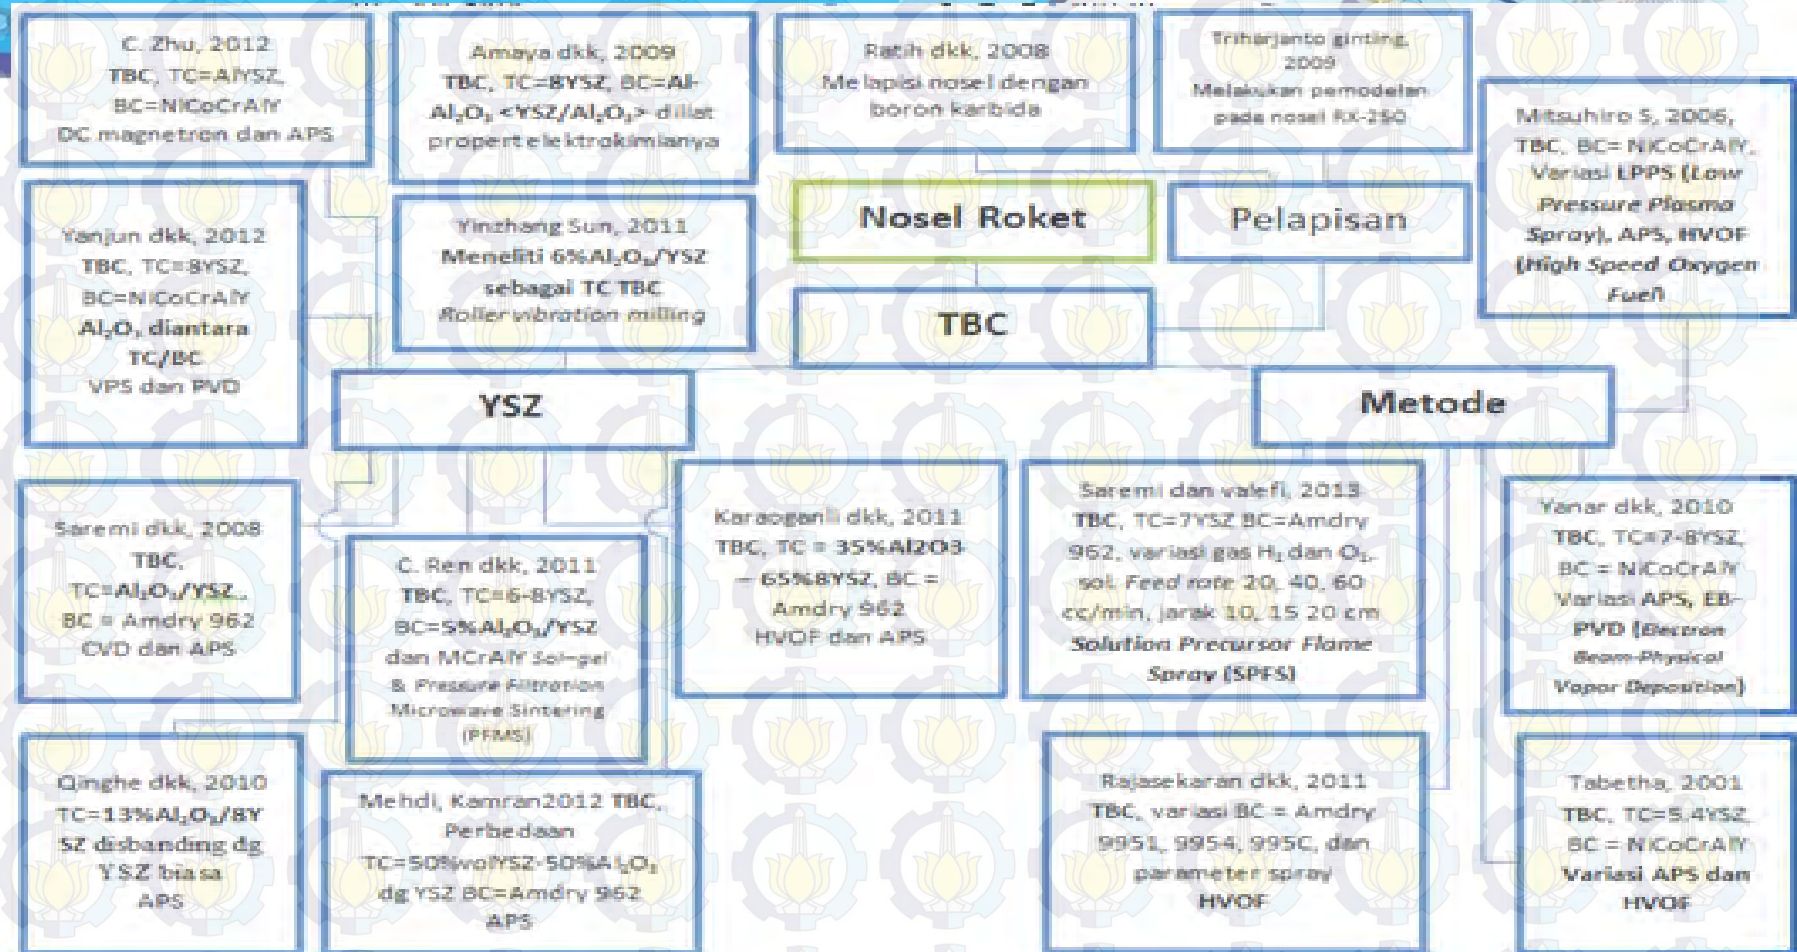 C. Zhu, 2012
TBC, TC=AlYSZ,
BC=NiCoCrAlY
DC magnetron dan APS
Amaya dkk, 2009
TBC, TC=8YSZ, BC=Al-
Al₂O₃ <YSZ/Al₂O₃> dillat
propertelektrokimianya
Ratih dkk, 2008
Melapisi nosel dengan
boron karbida
Triharjanto ginting,
2009
Melakukan pemodelan
pada nosel RX-250
Mitsuhiro S, 2006,
TBC, BC= NiCoCrAlY,
Variasi LPPS (Low
Pressure Plasma
Spray), APS, HVOF
(High Speed Oxygen
Fuel)
Yanjun dkk, 2012
TBC, TC=8YSZ,
BC=NiCoCrAlY
Al₂O₃ diantara
TC/BC
VPS dan PVD
Yinzhang Sun, 2011
Meneliti 6%Al₂O₃/YSZ
sebagai TC TBC
Roller vibration milling
Nosel Roket
Pelapisan
TBC
YSZ
Metode
Saremi dkk, 2008
TBC,
TC=Al₂O₃/YSZ,
BC = Amdry 962
CVD dan APS
C. Ren dkk, 2011
TBC, TC=6-8YSZ,
BC=5%Al₂O₃/YSZ
dan MCrAlY Sol-gel
& Pressure Filtration
Microwave Sintering
(PFMS)
Karaoganli dkk, 2011
TBC, TC = 35%Al2O3
– 65%8YSZ, BC =
Amdry 962
HVOF dan APS
Saremi dan valefi, 2013
TBC, TC=7YSZ BC=Amdry
962, variasi gas H₂ dan
sol. Feed rate 20, 40, 60
cc/min, jarak 10, 15 20 cm
Solution Precursor Flame
Spray (SPFS)
Yanar dkk, 2010
TBC, TC=7-8YSZ,
BC = NiCoCrAlY
Variasi APS, EB-
PVD (Electron
Beam-Physical
Vapor Deposition)
Qinghe dkk, 2010
TC=13%Al₂O₃/8Y
SZ disbanding dg
YSZ biasa
APS
Mehdi, Kamran2012 TBC,
Perbedaan
TC=50%volYSZ-50%Al₂O₃
dg YSZ BC=Amdry 962
APS
Rajasekaran dkk, 2011
TBC, variasi BC = Amdry
9951, 9954, 995C, dan
parameter spray
HVOF
Tabetha, 2001
TBC, TC=5.4YSZ
BC = NiCoCrAlY
Variasi APS dan
HVOF